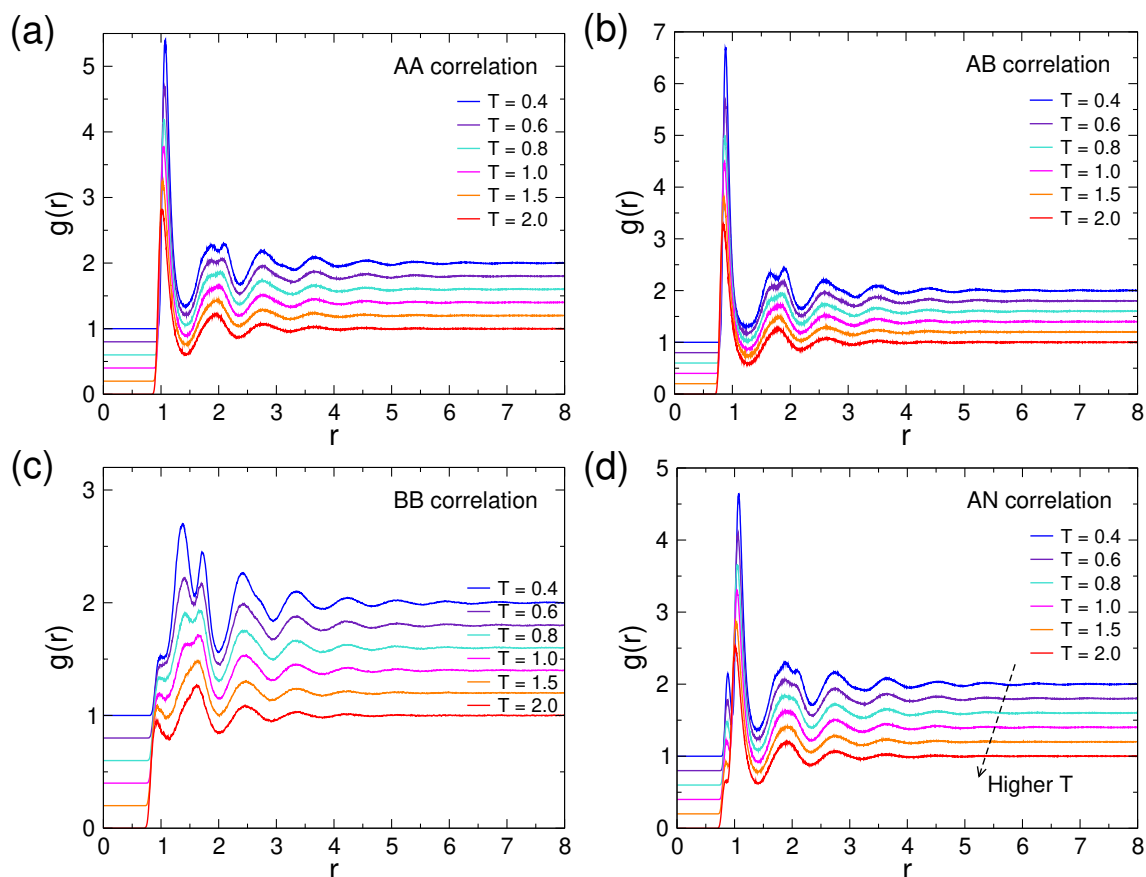 (a)
AA correlation
T = 0.4
T = 0.6
T = 0.8
T = 1.0
T = 1.5
T = 2.0
g(r)
5
4
3
2
1
0
0 1 2 3 4 5 6 7 8
r
(b)
AB correlation
T = 0.4
T = 0.6
T = 0.8
T = 1.0
T = 1.5
T = 2.0
g(r)
7
6
5
4
3
2
1
0
0 1 2 3 4 5 6 7 8
r
(c)
BB correlation
T = 0.4
T = 0.6
T = 0.8
T = 1.0
T = 1.5
T = 2.0
g(r)
3
2
1
0
0 1 2 3 4 5 6 7 8
r
(d)
AN correlation
T = 0.4
T = 0.6
T = 0.8
T = 1.0
T = 1.5
T = 2.0
Higher T
g(r)
5
4
3
2
1
0
0 1 2 3 4 5 6 7 8
r